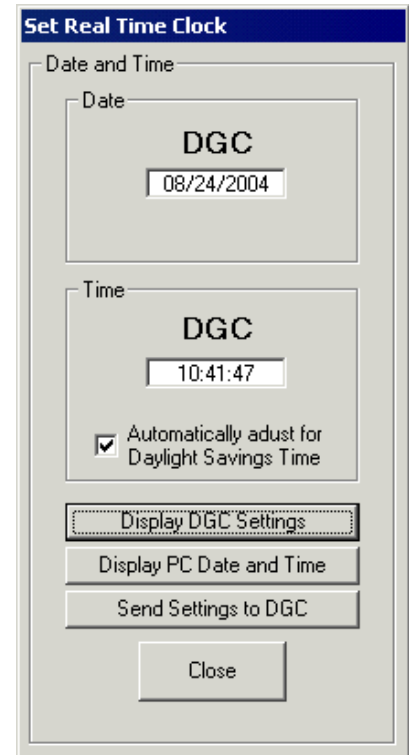 Set Real Time Clock
Date and Time
Date
DGC
08/24/2004
Time
DGC
10:41:47
Automatically adust for
Daylight Savings Time
Display DGC Settings
Display PC Date and Time
Send Settings to DGC
Close